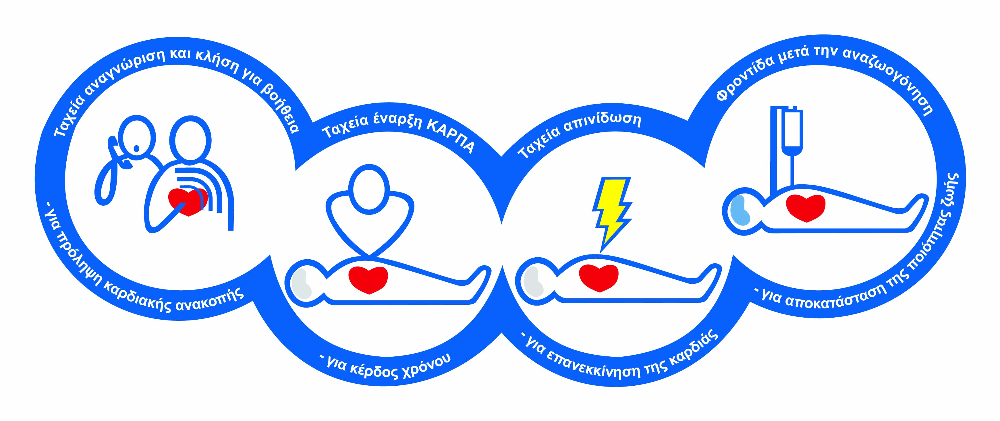 Ταχεία αναγνώριση και κλήση για βοήθεια
- για πρόληψη καρδιακής ανακοπής
Ταχεία έναρξη ΚΑΡΠΑ
- για κέρδος χρόνου
Ταχεία απινίδωση
- για επανεκκίνηση της καρδιάς
Φροντίδα μετά την αναζωογόνηση
- για αποκατάσταση της ποιότητας ζωής